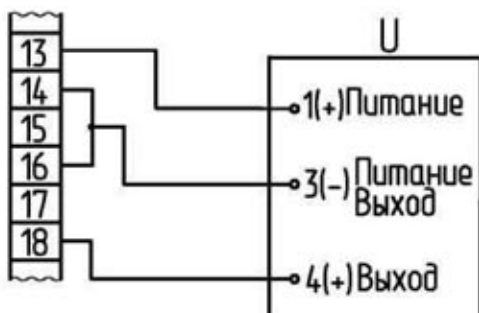 13
14
15
16
17
18
U
1(+)Питание
3(-)Питание
Выход
4(+)Выход